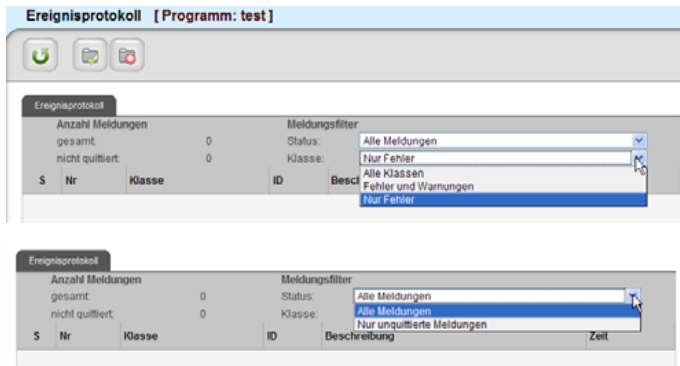 Ereignisprotokoll [ Programm: test ]
Ereignisprotokoll
Anzahl Meldungen Meldungsfilter
gesamt: 0 Status: Alle Meldungen
nicht quittiert: 0 Klasse: Nur Fehler
Alle Klassen
Fehler und Warnungen
Nur Fehler
S Nr Klasse ID
Ereignisprotokoll
Anzahl Meldungen Meldungsfilter
gesamt: 0 Status: Alle Meldungen
nicht quittiert: 0 Klasse: Alle Meldungen
Nur unquittierte Meldungen
S Nr Klasse ID Beschreibung Zeit